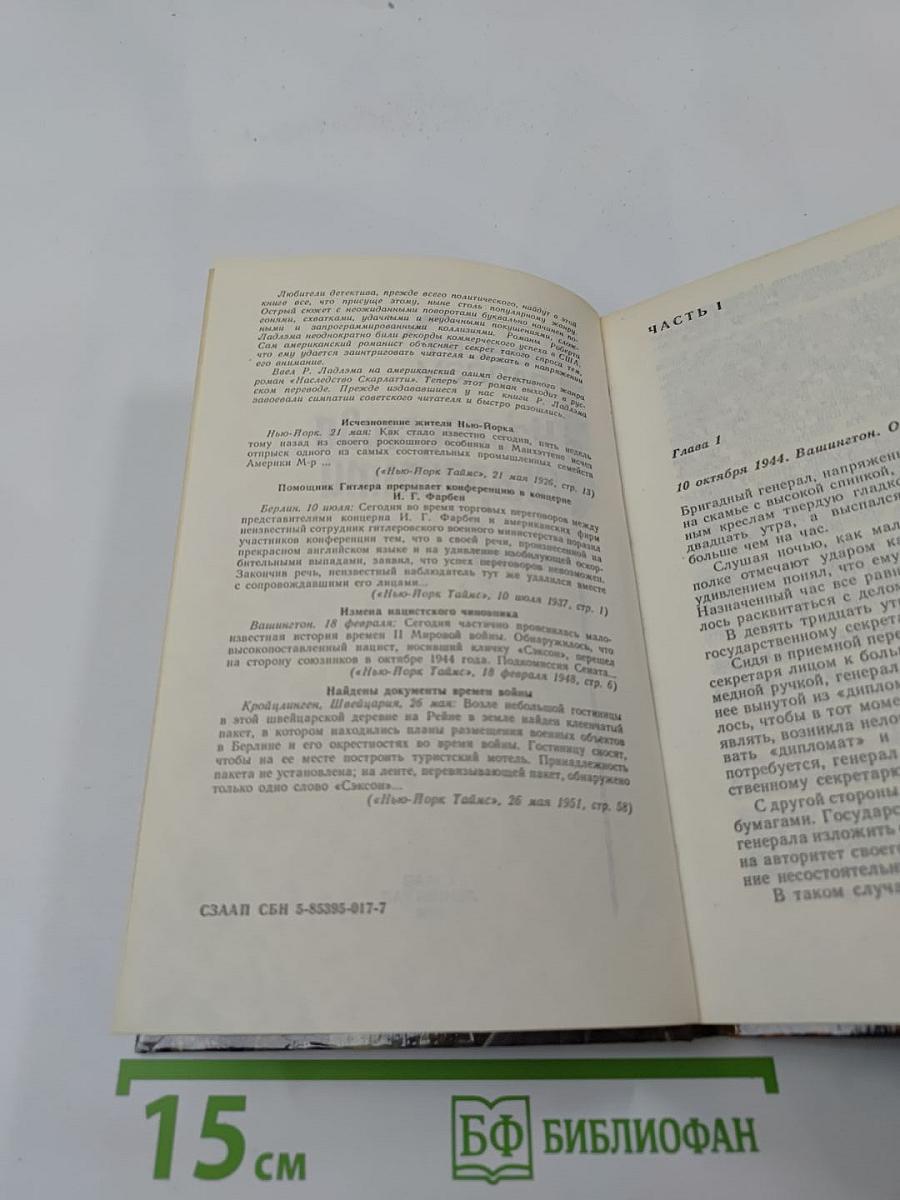 Любители детектива, прежде всего политического, найдут в этой
книге все, что присуще этому, ныне столь популярному жанру.
Острый сюжет с неожиданными поворотами буквально начинен по-
гонями, схватками, удачными и неудачными покушениями, слож-
ными и запрограммированными коллизиями. Романы Роберта
Ладлэма неоднократно били рекорды коммерческого успеха в США.
Сам американский романист объясняет секрет такого спроса тем,
что ему удается заинтриговать читателя и держать в напряжении
его внимание.
Ввел Р. Ладлэма на американский олимп детективного жанра
роман «Наследство Скарлатти». Теперь этот роман выходит в рус-
ском переводе. Прежде издававшиеся у нас книги Р. Ладлэма
завоевали симпатии советского читателя и быстро разошлись.
Исчезновение жителя Нью-Йорка
Нью-Йорк. 21 мая: Как стало известно сегодня, пять недель
тому назад из своего роскошного особняка в Манхэттене исчез
отпрыск одного из самых состоятельных промышленных семейств
Америки М-р ...
(«Нью-Йорк Таймс», 21 мая 1926, стр. 13)
Помощник Гитлера прерывает конференцию в концерне
И. Г. Фарбен
Берлин. 10 июля: Сегодня во время торговых переговоров между
представителями концерна И. Г. Фарбен и американских фирм
неизвестный сотрудник гитлеровского военного министерства поразил
участников конференции тем, что в своей речи, произнесенной на
прекрасном английском языке и на удивление изобилующей оскор-
бительными выпадами, заявил, что успех переговоров невозможен.
Закончив речь, неизвестный наблюдатель тут же удалился вместе
с сопровождавшими его лицами...
(«Нью-Йорк Таймс», 10 июля 1937, стр. 1)
Измена нацистского чиновника
Вашингтон. 18 февраля: Сегодня частично прояснилась мало-
известная история времен II Мировой войны. Обнаружилось, что
высокопоставленный нацист, носивший кличку «Сэксон», перешел
на сторону союзников в октябре 1944 года. Подкомиссия Сената...
(«Нью-Йорк Таймс», 18 февраля 1948, стр. 6)
Найдены документы времен войны
Кройцлинген, Швейцария, 26 мая: Возле небольшой гостиницы
в этой швейцарской деревне на Рейне в земле найден клеенчатый
пакет, в котором находились планы размещения военных объектов
в Берлине и его окрестностях во время войны. Гостиницу сносят,
чтобы на ее месте построить туристский мотель. Принадлежность
пакета не установлена; на ленте, перевязывающей пакет, обнаружено
только одно слово «Сэксон»...
(«Нью-Йорк Таймс», 26 мая 1951, стр. 58)
СЗААП СБН 5-85395-017-7
ЧАСТЬ I
Глава 1
10 октября 1944. Вашингтон. О
Бригадный генерал, напряженн
на скамье с высокой спинкой,
ным креслам твердую гладко
двадцать утра, а выспался
больше чем на час.
Слушая ночью, как мал
полке отмечают ударом ка
удивлением понял, что ему
Назначенный час все равн
лось расквитаться с делом
В девять тридцать ут
государственному секрета
Сидя в приемной пере
секретаря лицом к больш
медной ручкой, генерал
нее вынутой из «диплом
лось, чтобы в тот моме
являть, возникла нело
вать «дипломат» и
потребуется, генерал
ственному секретарю
С другой стороны
бумагами. Государс
генерала изложить
на авторитет своего
ние несостоятельн
В таком случа
15 см
БФ БИБЛИОФАН